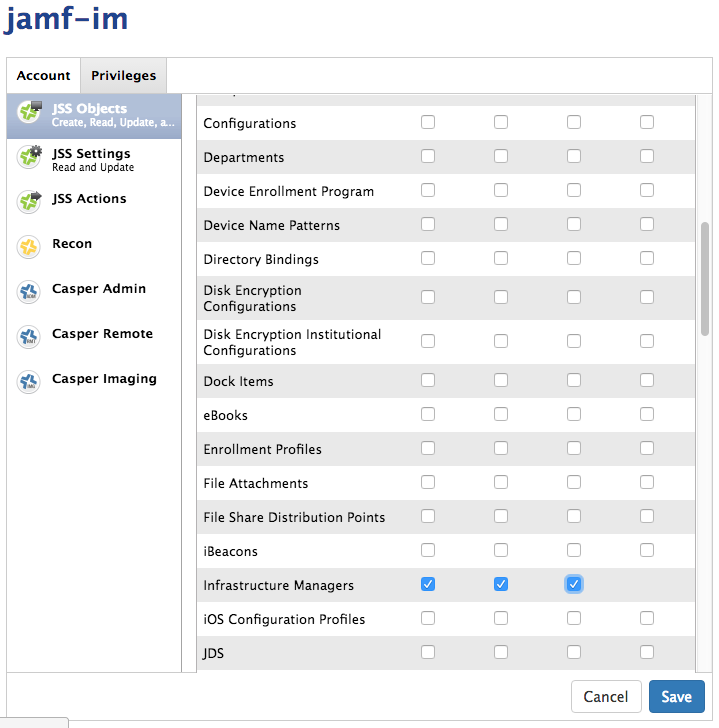 jamf-im
Account
Privileges
JSS Objects
Create, Read, Update, a...
JSS Settings
Read and Update
JSS Actions
Recon
Casper Admin
Casper Remote
Casper Imaging
Configurations
Departments
Device Enrollment Program
Device Name Patterns
Directory Bindings
Disk Encryption
Configurations
Disk Encryption Institutional
Configurations
Dock Items
eBooks
Enrollment Profiles
File Attachments
File Share Distribution Points
iBeacons
Infrastructure Managers
iOS Configuration Profiles
JDS
Cancel
Save